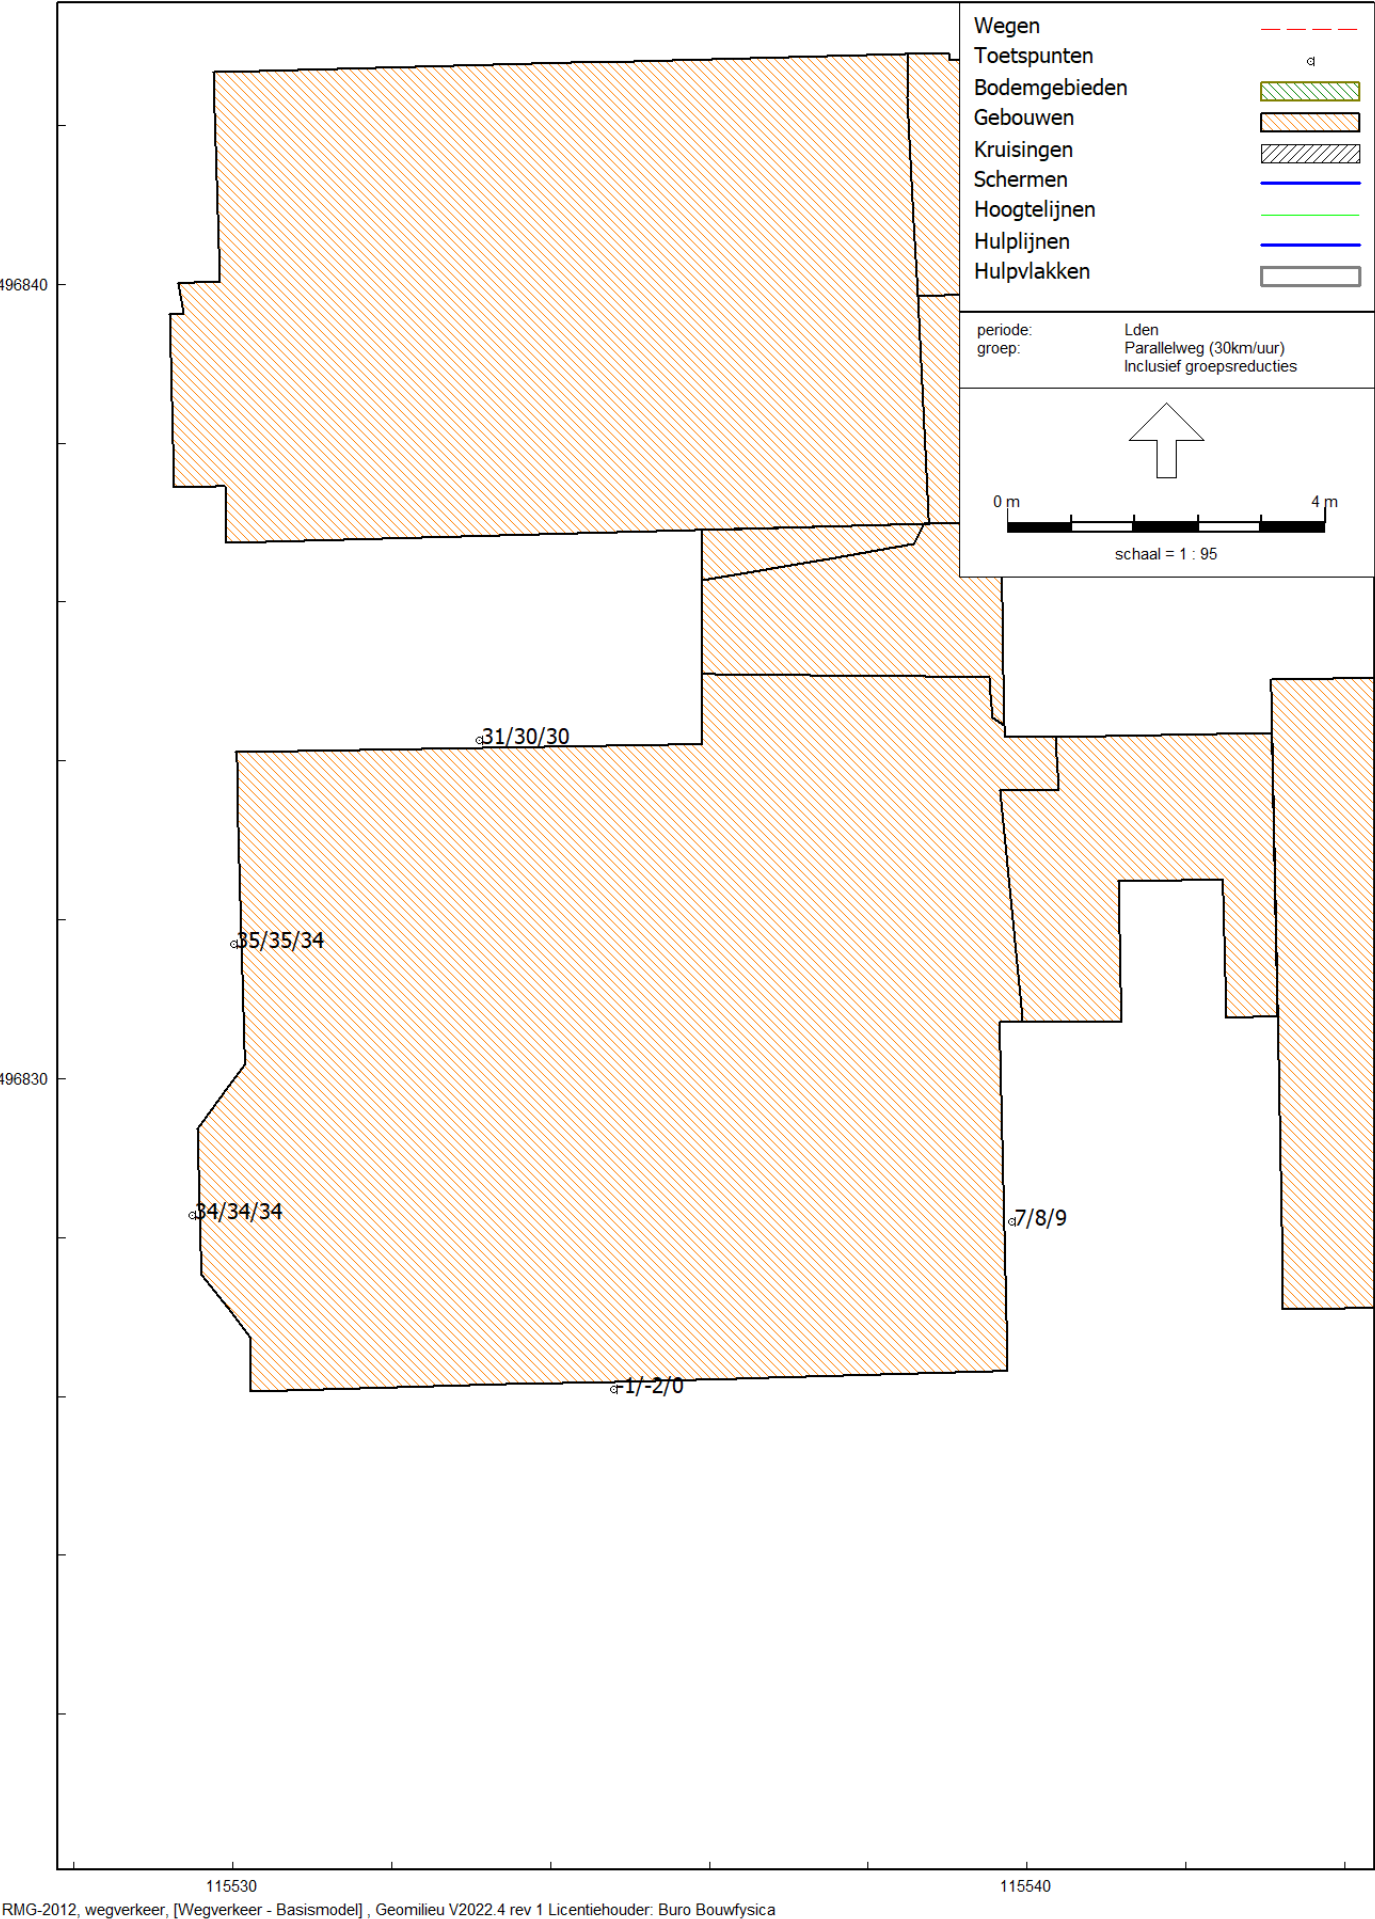 Wegen
Toetspunten
Bodemgebieden
Gebouwen
Kruisingen
Schermen
Hoogtelijnen
Hulplijnen
Hulpvlakken
periode: Lden
groep: Parallelweg (30km/uur)
Inclusief groepsreducties
0 m 4 m
schaal = 1 : 95
496840
31/30/30
35/35/34
496830
34/34/34
7/8/9
-1/-2/0
115530 115540
RMG-2012, wegverkeer, [Wegverkeer - Basismodel] , Geomilieu V2022.4 rev 1 Licentiehouder: Buro Bouwfysica